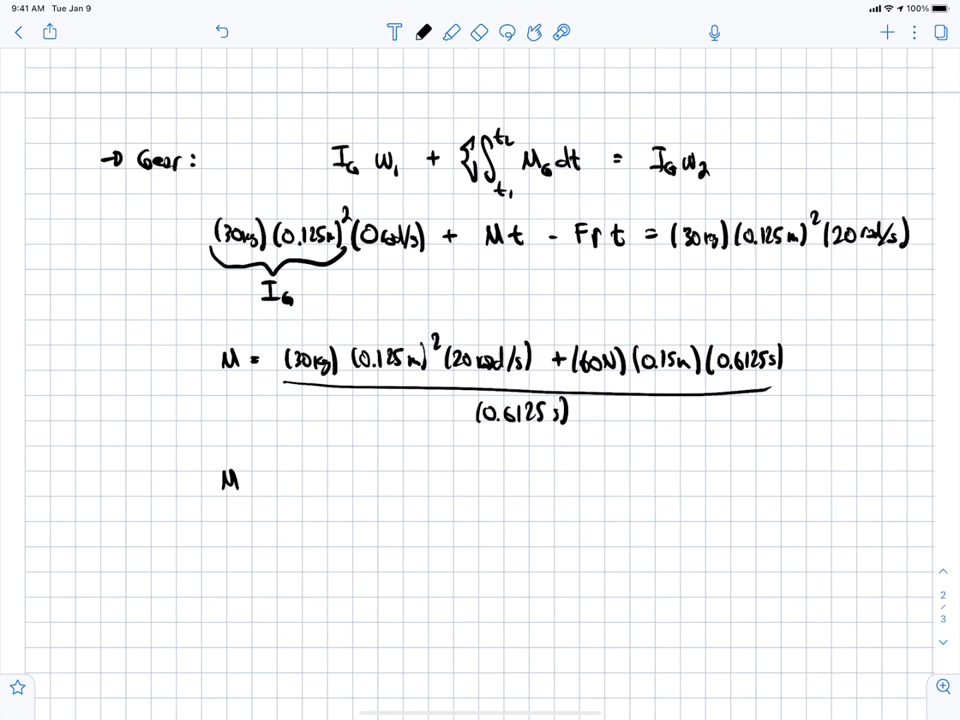 9:41 AM Tue Jan 9
100%
→ Gear: I_G ω_1 + Σ∫_{t_1}^{t_2} M_G dt = I_G ω_2
(30kg)(0.125m)^2(0 rad/s) + Mt - Frt = (30kg)(0.125m)^2(20 rad/s)
I_G
M = (30kg)(0.125m)^2(20 rad/s) + (60N)(0.15m)(0.6125s)
(0.6125s)
M
2
/
3